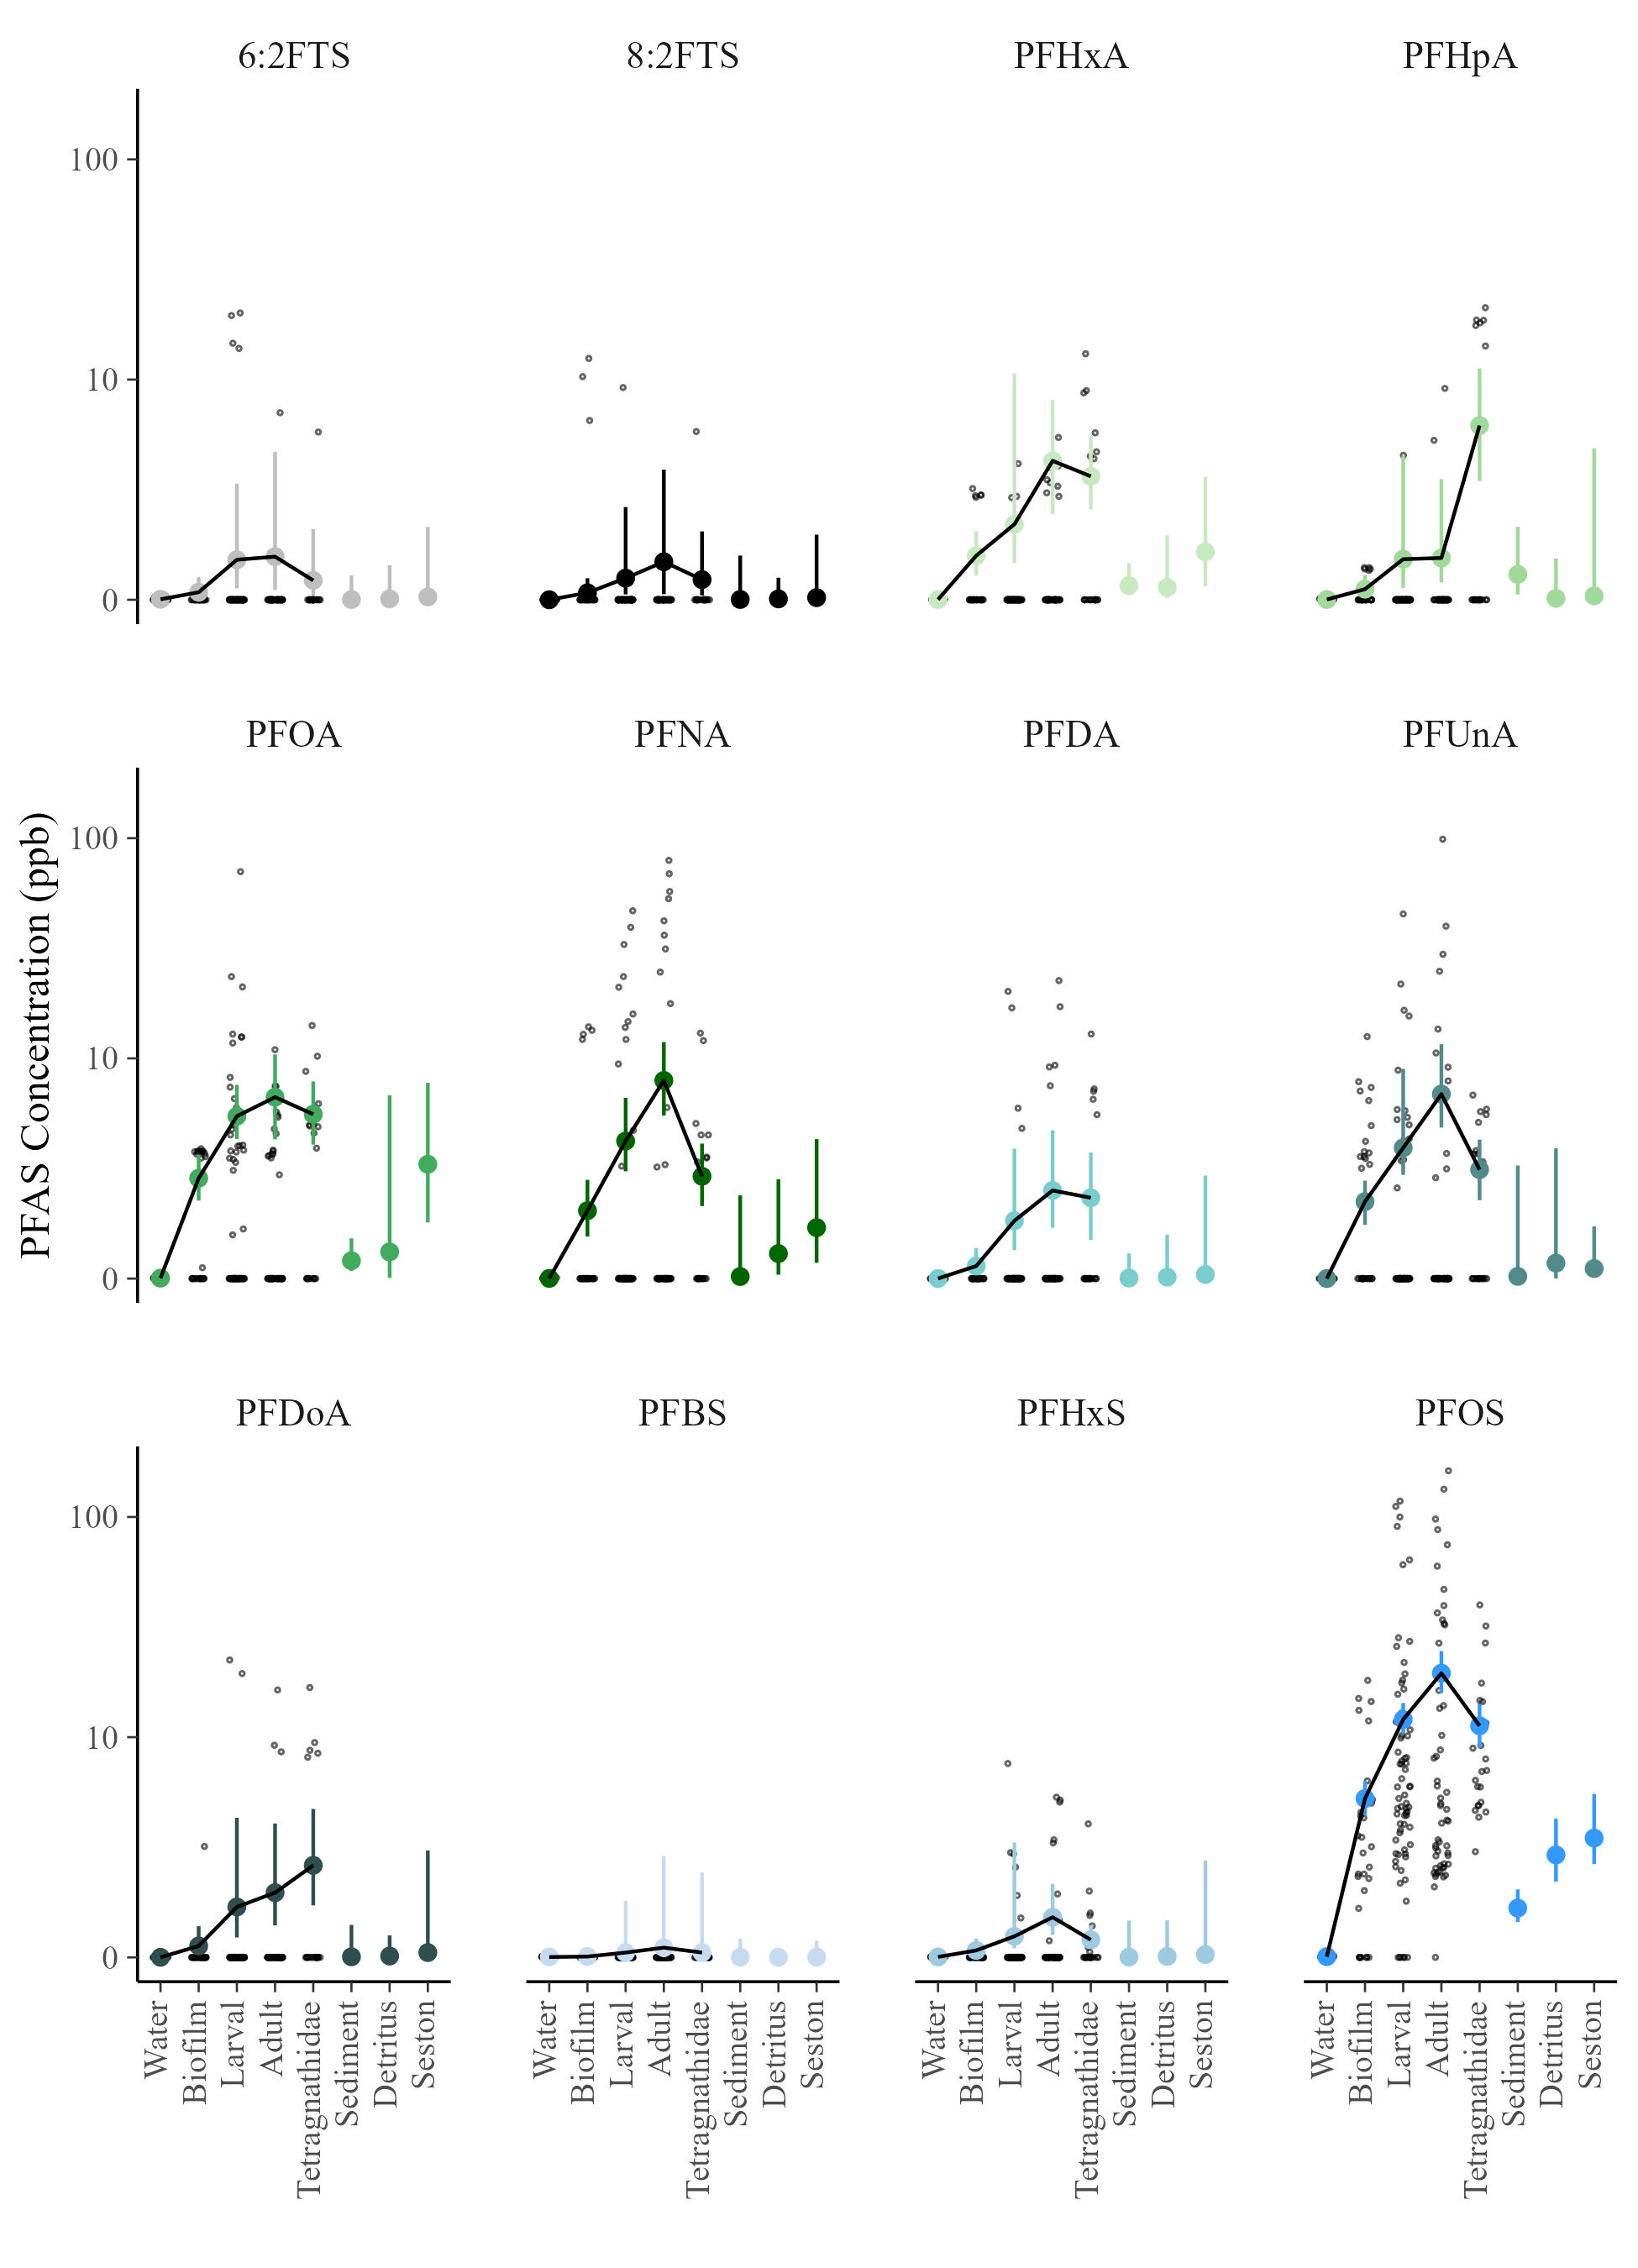 6:2FTS 8:2FTS PFHxA PFHpA
100
10
0
PFOA PFNA PFDA PFUnA
PFAS Concentration (ppb)
100
10
0
PFDoA PFBS PFHxS PFOS
100
10
0
Water Biofilm Larval Adult Tetragnathidae Sediment Detritus Seston
Water Biofilm Larval Adult Tetragnathidae Sediment Detritus Seston
Water Biofilm Larval Adult Tetragnathidae Sediment Detritus Seston
Water Biofilm Larval Adult Tetragnathidae Sediment Detritus Seston